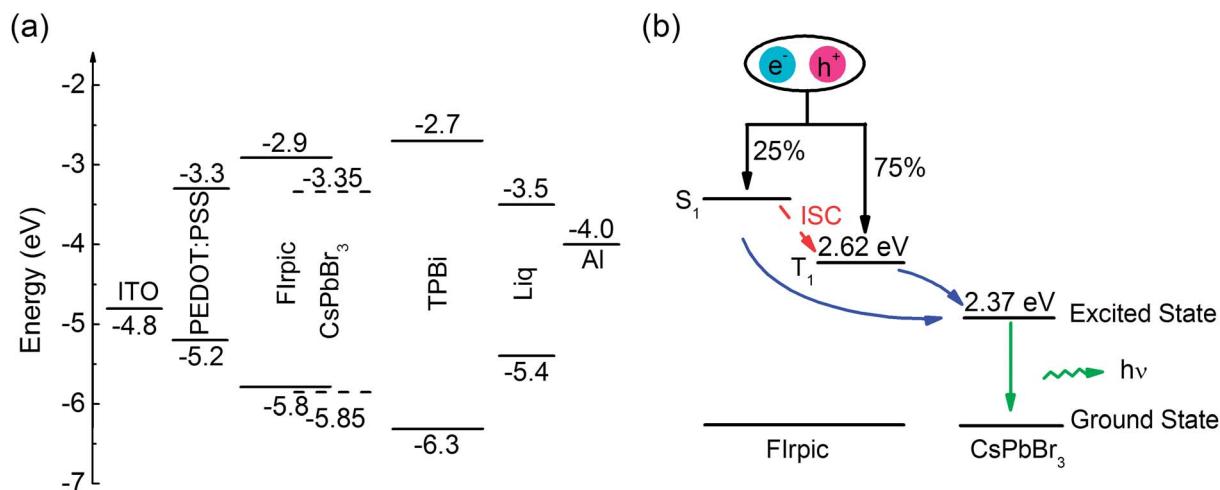 (a)
Energy (eV)
-2
-3
-4
-5
-6
-7
ITO
-4.8
-3.3
PEDOT:PSS
-5.2
-2.9
FIrpic
-5.8
-3.35
CsPbBr3
-5.85
-2.7
TPBi
-6.3
-3.5
Liq
-5.4
-4.0
Al
(b)
e- h+
25%
75%
S1
ISC
2.62 eV
T1
2.37 eV
Excited State
hν
Ground State
FIrpic
CsPbBr3